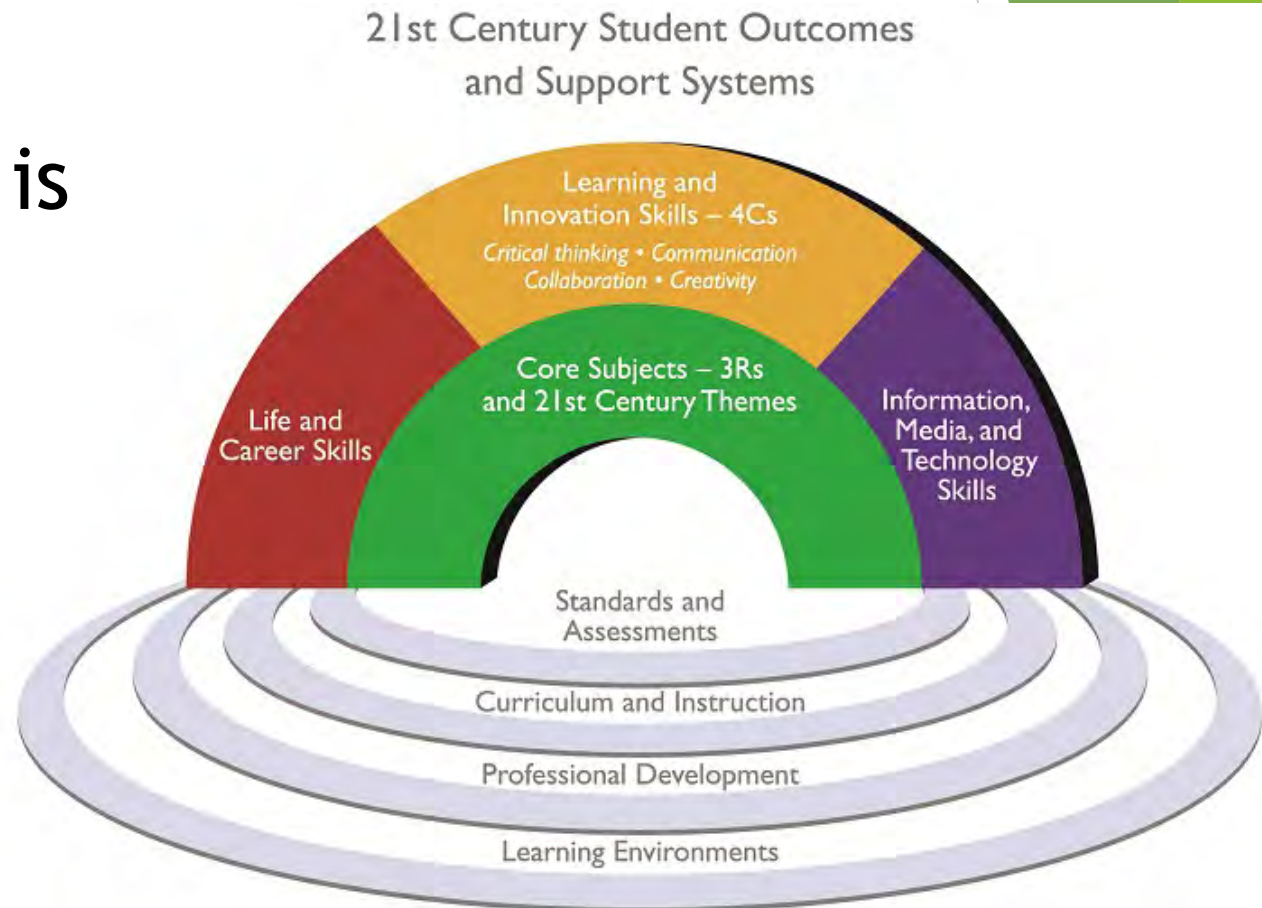 21st Century Student Outcomes
and Support Systems
is
Learning and
Innovation Skills – 4Cs
Critical thinking • Communication
Collaboration • Creativity
Core Subjects – 3Rs
and 21st Century Themes
Life and
Career Skills
Information,
Media, and
Technology
Skills
Standards and
Assessments
Curriculum and Instruction
Professional Development
Learning Environments